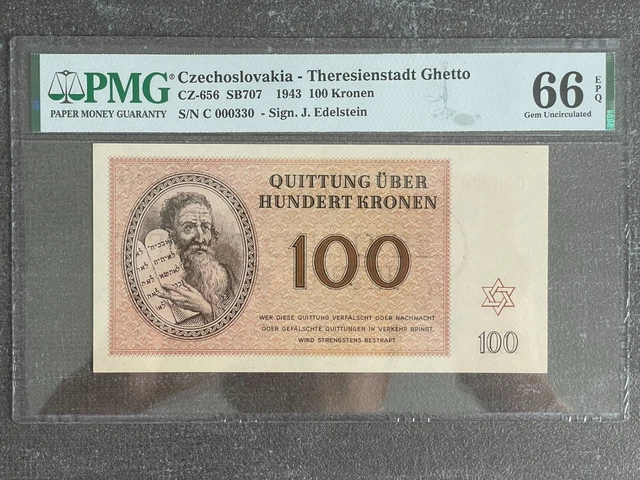 PMG®
PAPER MONEY GUARANTY
Czechoslovakia - Theresienstadt Ghetto
CZ-656 SB707 1943 100 Kronen
S/N C 000330 - Sign. J. Edelstein
66 EPQ
Gem Uncirculated
QUITTUNG ÜBER
HUNDERT KRONEN
100
WER DIESE QUITTUNG VERFÄLSCHT ODER NACHMACHT
ODER GEFÄLSCHTE QUITTUNGEN IN VERKEHR BRINGT,
WIRD STRENGSTENS BESTRAFT.
100